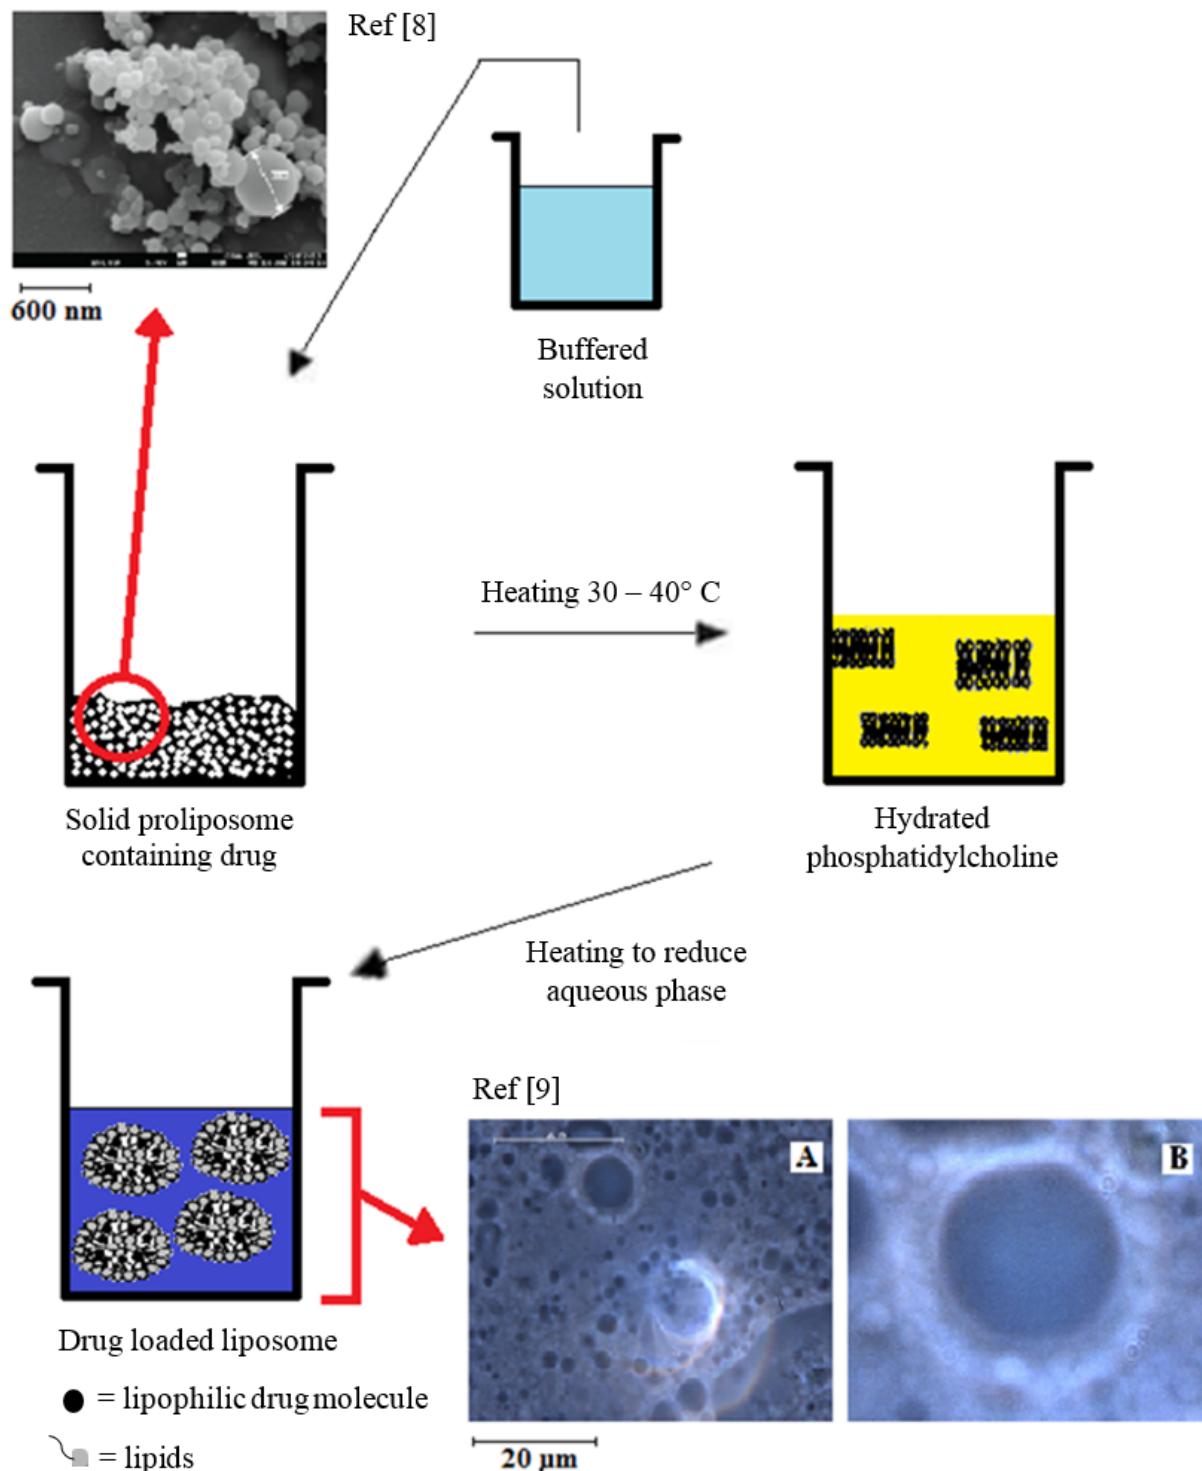 Ref [8]
600 nm
Buffered
solution
Heating 30 – 40° C
Solid proliposome
containing drug
Hydrated
phosphatidylcholine
Heating to reduce
aqueous phase
Ref [9]
A
B
Drug loaded liposome
= lipophilic drug molecule
= lipids
20 µm